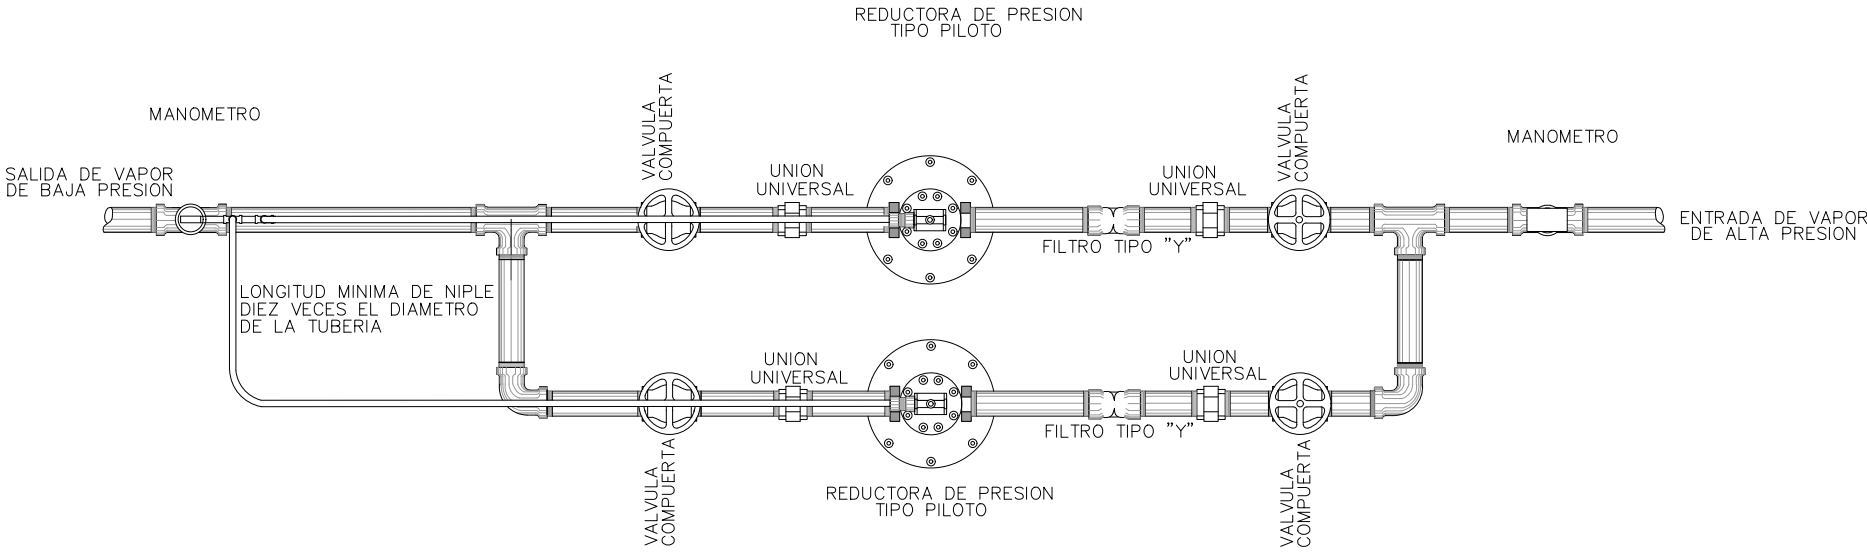 REDUCTORA DE PRESION
TIPO PILOTO
MANOMETRO
VALVULA
COMPUERTA
VALVULA
COMPUERTA
MANOMETRO
SALIDA DE VAPOR
DE BAJA PRESION
UNION
UNIVERSAL
UNION
UNIVERSAL
ENTRADA DE VAPOR
DE ALTA PRESION
FILTRO TIPO "Y"
LONGITUD MINIMA DE NIPLE
DIEZ VECES EL DIAMETRO
DE LA TUBERIA
UNION
UNIVERSAL
UNION
UNIVERSAL
FILTRO TIPO "Y"
VALVULA
COMPUERTA
REDUCTORA DE PRESION
TIPO PILOTO
VALVULA
COMPUERTA